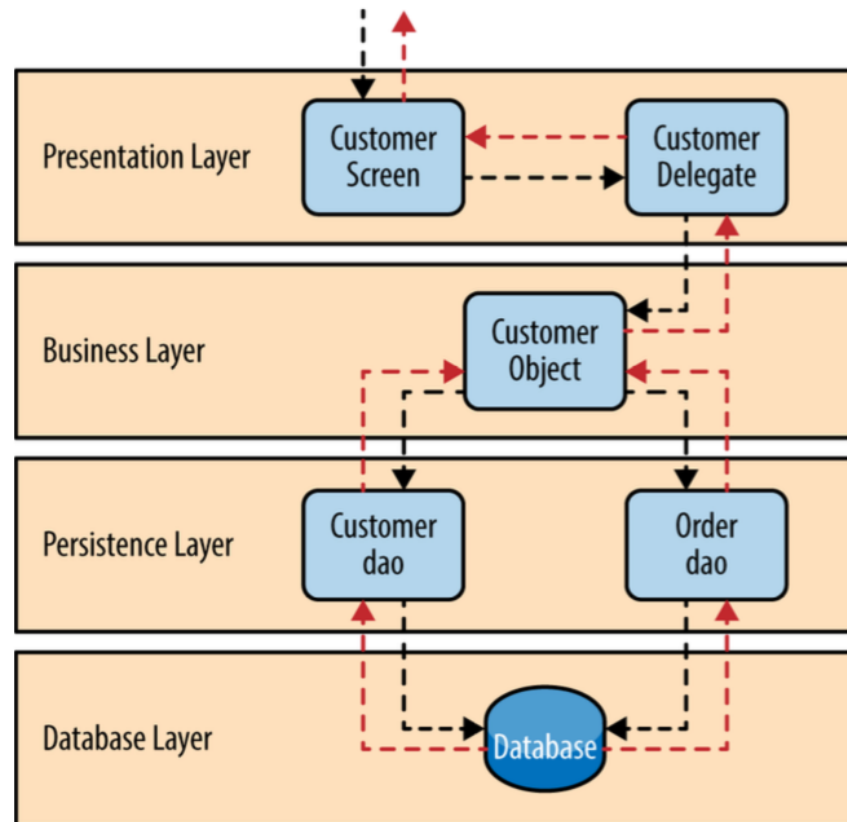 Presentation Layer
Customer
Screen
Customer
Delegate
Business Layer
Customer
Object
Persistence Layer
Customer
dao
Order
dao
Database Layer
Database